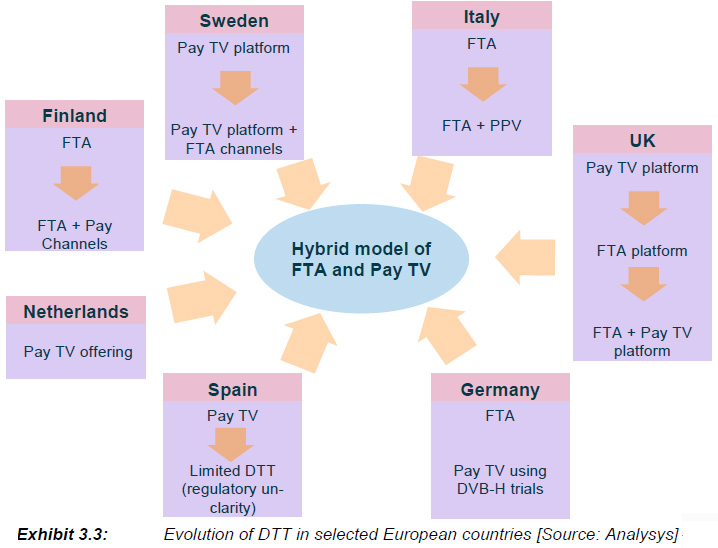 Sweden
Pay TV platform
Pay TV platform +
FTA channels
Italy
FTA
FTA + PPV
Finland
FTA
FTA + Pay
Channels
UK
Pay TV platform
FTA platform
FTA + Pay TV
platform
Hybrid model of
FTA and Pay TV
Netherlands
Pay TV offering
Spain
Pay TV
Limited DTT
(regulatory un-
clarity)
Germany
FTA
Pay TV using
DVB-H trials
Exhibit 3.3: Evolution of DTT in selected European countries [Source: Analysys]